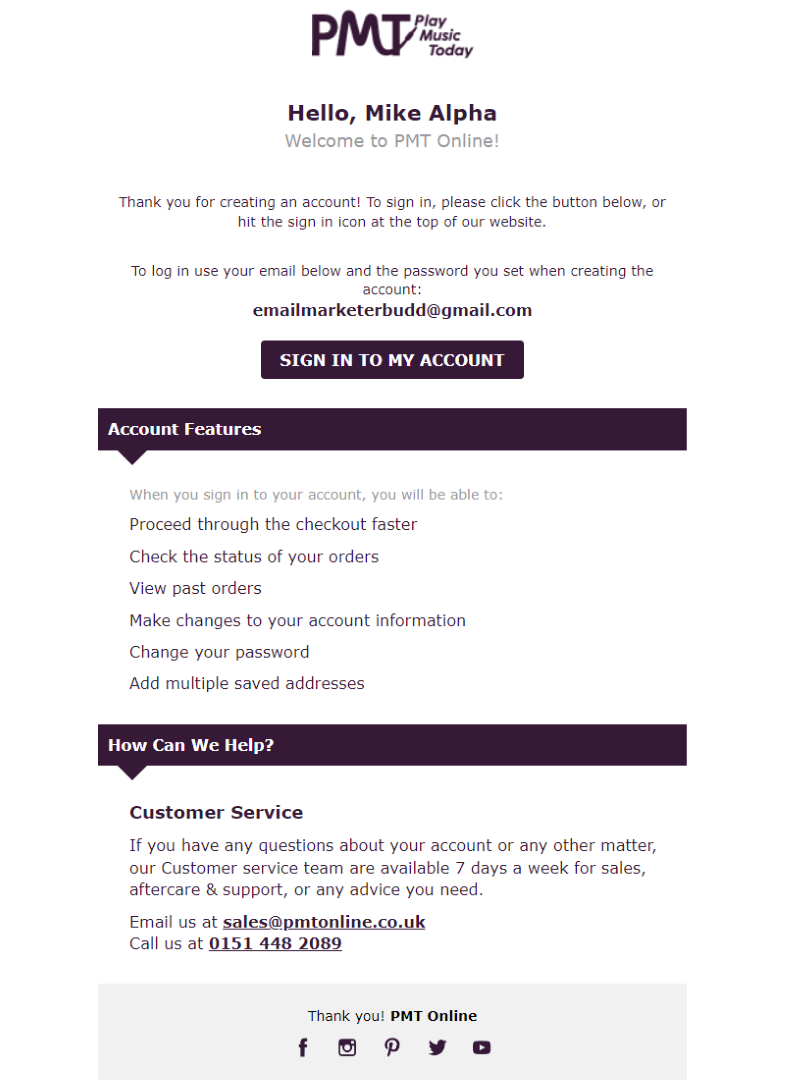 PMT Play
Music
Today
Hello, Mike Alpha
Welcome to PMT Online!
Thank you for creating an account! To sign in, please click the button below, or
hit the sign in icon at the top of our website.
To log in use your email below and the password you set when creating the
account:
emailmarketerbudd@gmail.com
SIGN IN TO MY ACCOUNT
Account Features
When you sign in to your account, you will be able to:
Proceed through the checkout faster
Check the status of your orders
View past orders
Make changes to your account information
Change your password
Add multiple saved addresses
How Can We Help?
Customer Service
If you have any questions about your account or any other matter,
our Customer service team are available 7 days a week for sales,
aftercare & support, or any advice you need.
Email us at sales@pmtonline.co.uk
Call us at 0151 448 2089
Thank you! PMT Online